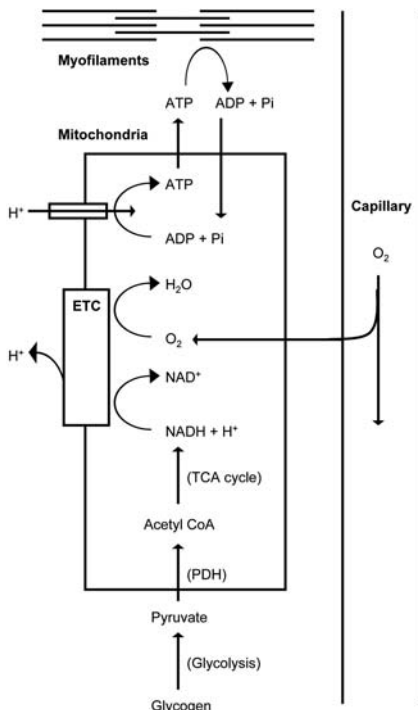 Myofilaments
ATP ADP + Pi
Mitochondria
ATP
H⁺
ADP + Pi
Capillary
O₂
H₂O
ETC
O₂
H⁺
NAD⁺
NADH + H⁺
(TCA cycle)
Acetyl CoA
(PDH)
Pyruvate
(Glycolysis)
Glycogen